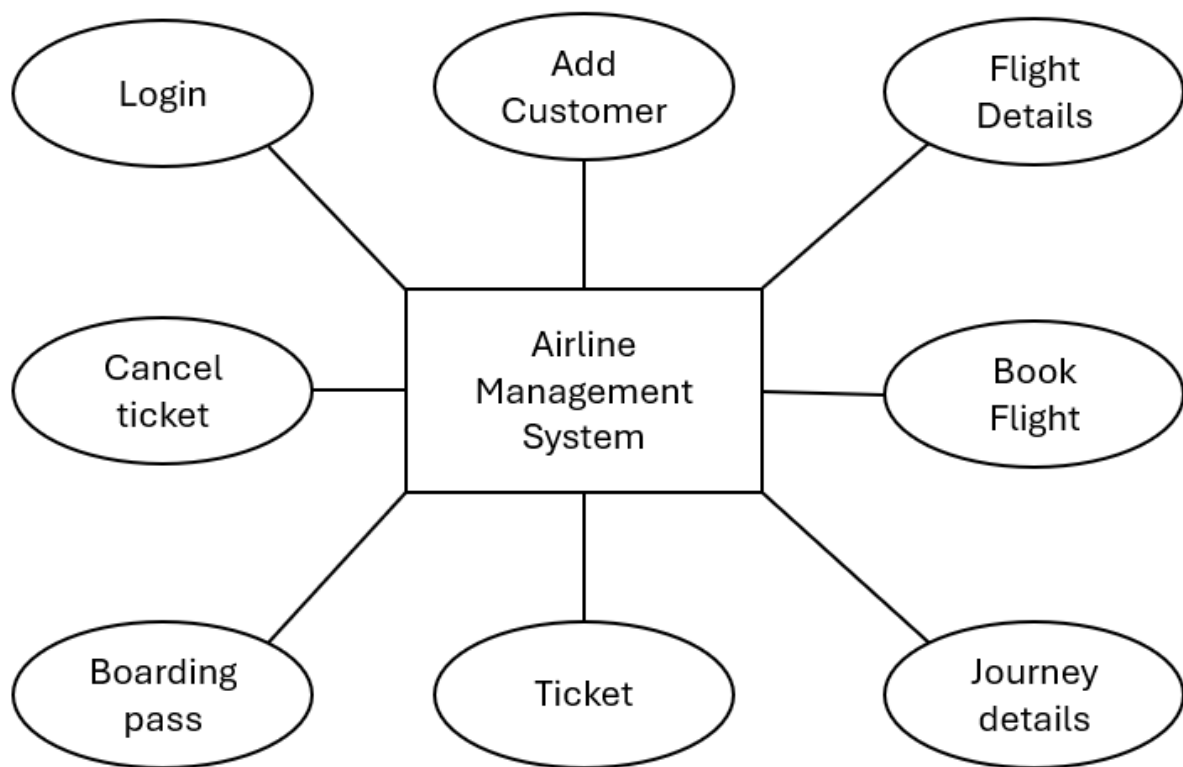 Login
Add
Customer
Flight
Details
Cancel
ticket
Airline
Management
System
Book
Flight
Boarding
pass
Ticket
Journey
details